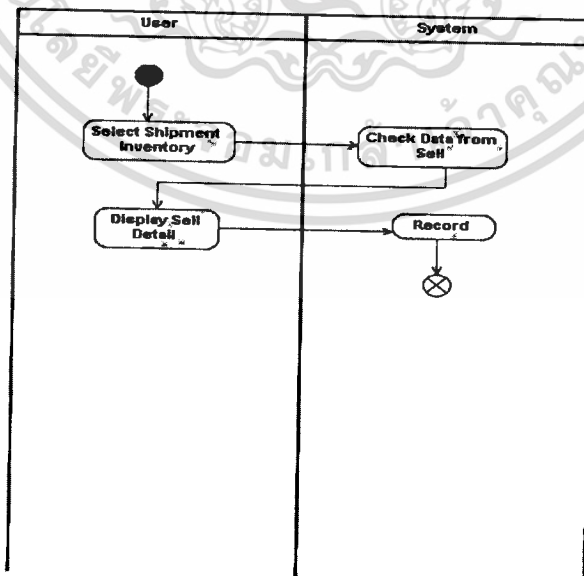 User
System
Select Shipment
Inventory
Check Data from
Sell
Display Sell
Detail
Record